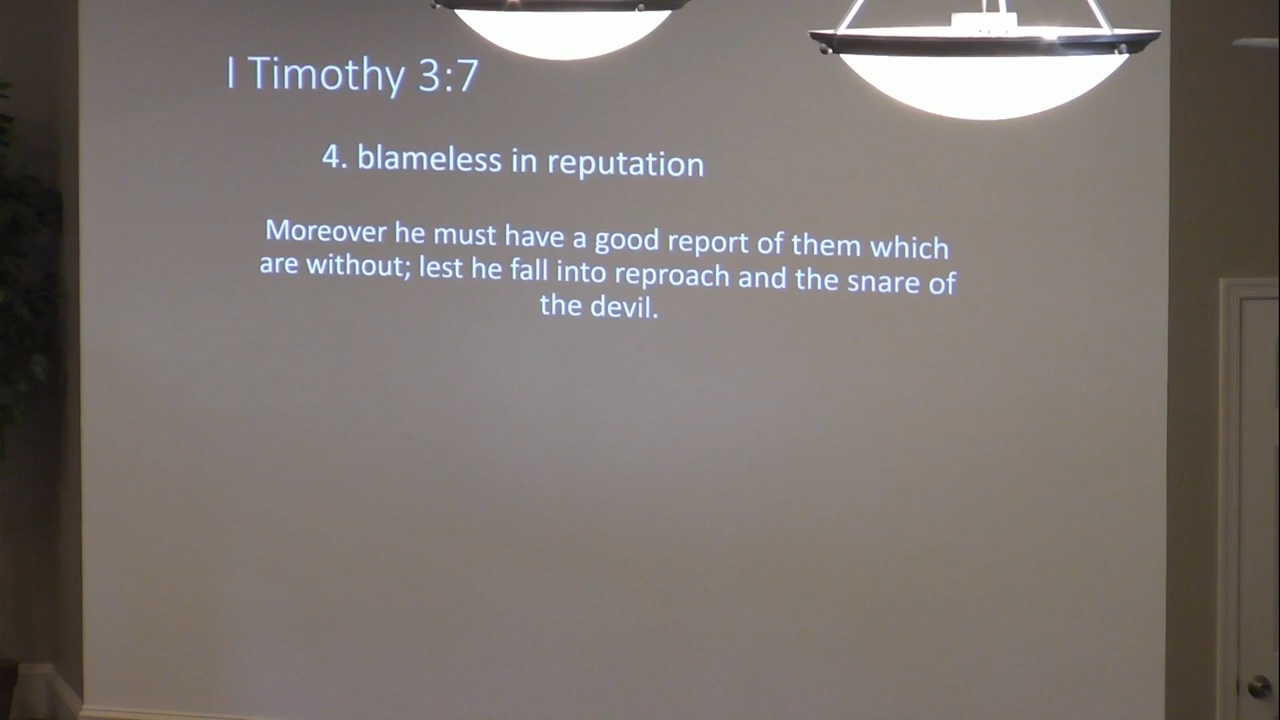 I Timothy 3:7
4. blameless in reputation
Moreover he must have a good report of them which
are without; lest he fall into reproach and the snare of
the devil.